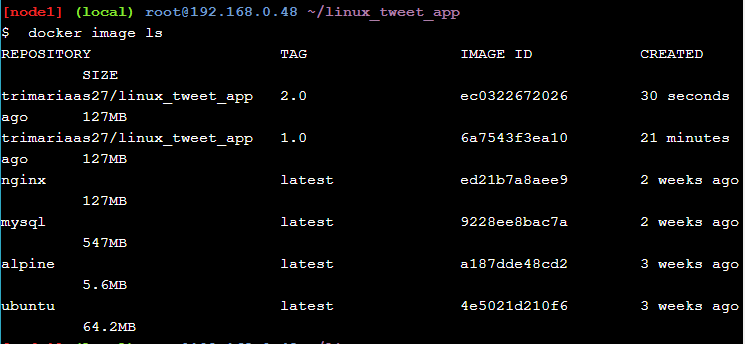 [node1] (local) root@192.168.0.48 ~/linux_tweet_app
$  docker image ls
REPOSITORY                     TAG                 IMAGE ID            CREATED
         SIZE
trimariaas27/linux_tweet_app   2.0                 ec0322672026        30 seconds
ago      127MB
trimariaas27/linux_tweet_app   1.0                 6a7543f3ea10        21 minutes
ago      127MB
nginx                          latest              ed21b7a8aee9        2 weeks ago
         127MB
mysql                          latest              9228ee8bac7a        2 weeks ago
         547MB
alpine                         latest              a187dde48cd2        3 weeks ago
         5.6MB
ubuntu                         latest              4e5021d210f6        3 weeks ago
         64.2MB